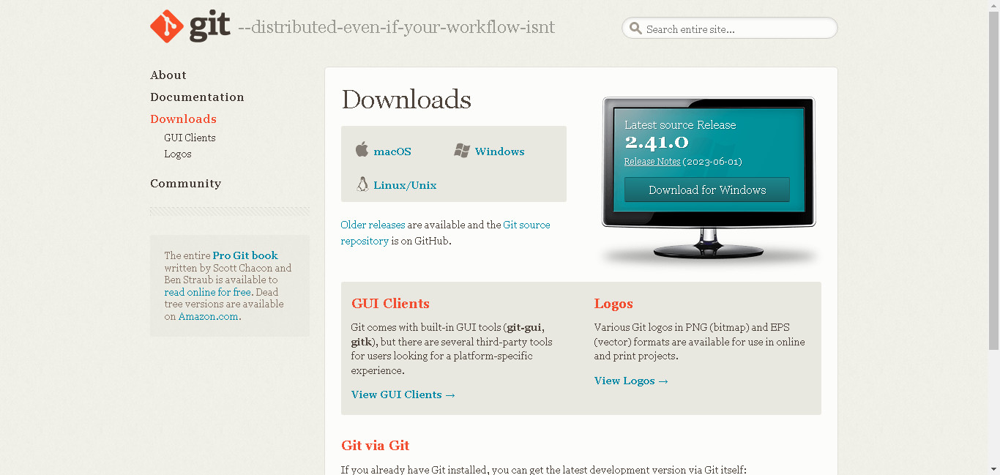 git --distributed-even-if-your-workflow-isnt
Search entire site...
About
Documentation
Downloads
GUI Clients
Logos
Community
The entire Pro Git book
written by Scott Chacon and
Ben Straub is available to
read online for free. Dead
tree versions are available
on Amazon.com.
Downloads
macOS
Windows
Linux/Unix
Older releases are available and the Git source
repository is on GitHub.
Latest source Release
2.41.0
Release Notes (2023-06-01)
Download for Windows
GUI Clients
Git comes with built-in GUI tools (git-gui,
gitk), but there are several third-party tools
for users looking for a platform-specific
experience.
View GUI Clients →
Logos
Various Git logos in PNG (bitmap) and EPS
(vector) formats are available for use in online
and print projects.
View Logos →
Git via Git
If you already have Git installed, you can get the latest development version via Git itself: